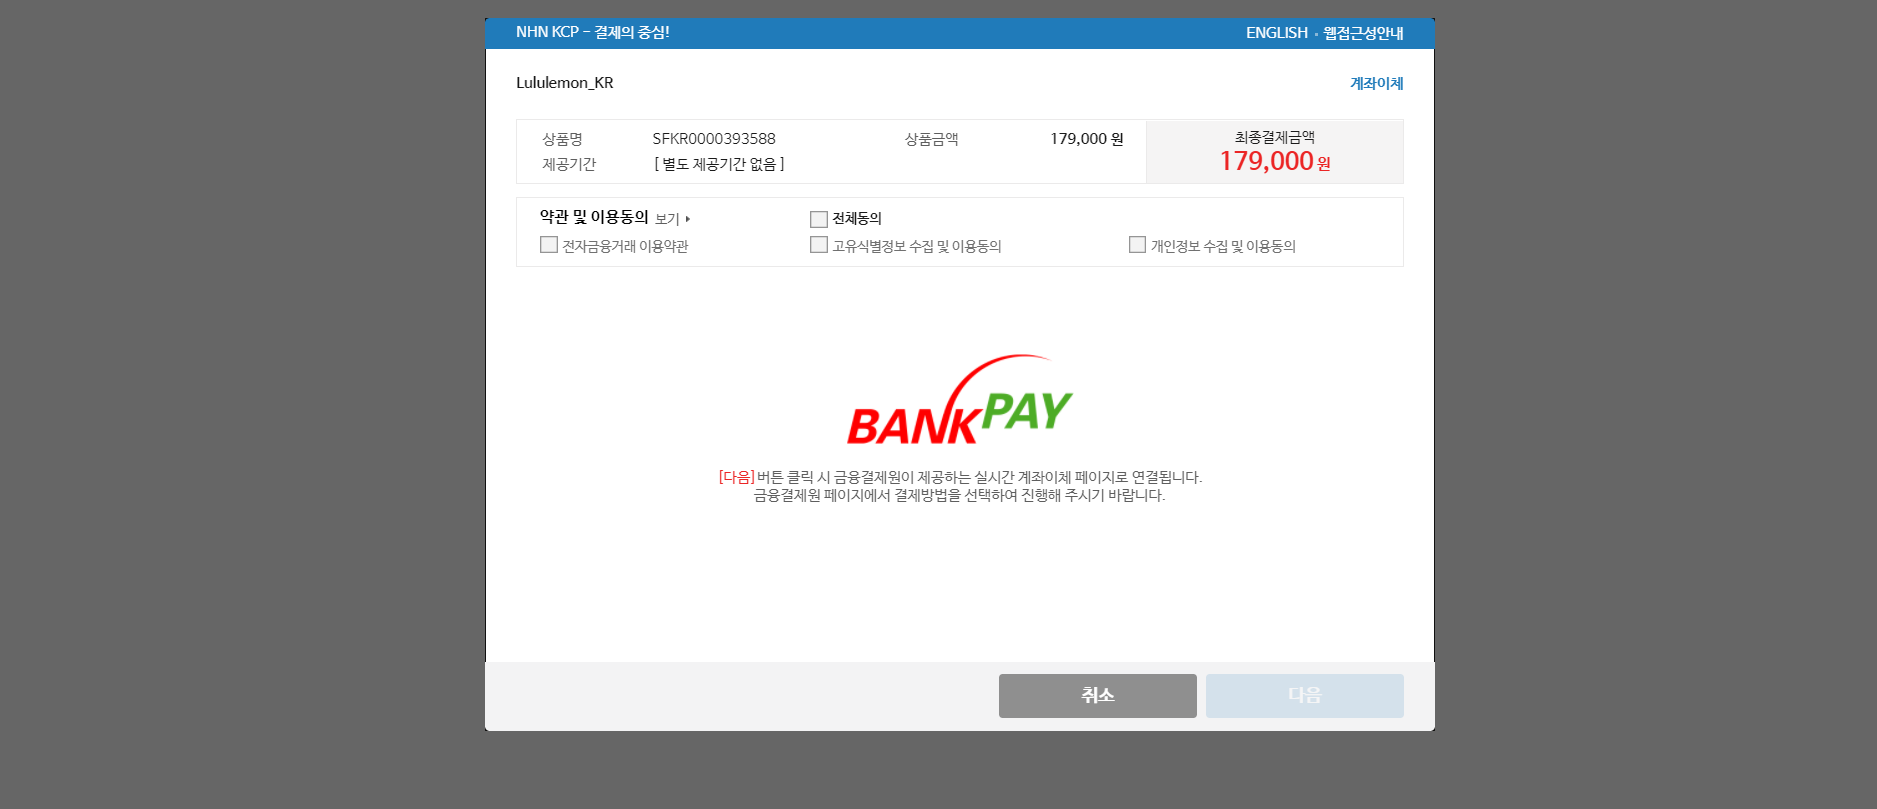 NHN KCP - 결제의 중심! ENGLISH 웹접근성안내
Lululemon_KR 계좌이체
상품명 SFKR0000393588 상품금액 179,000 원
제공기간 [ 별도 제공기간 없음 ]
최종결제금액
179,000 원
약관 및 이용동의 보기 전체동의
전자금융거래 이용약관 고유식별정보 수집 및 이용동의 개인정보 수집 및 이용동의
BANKPAY
[다음]버튼 클릭 시 금융결제원이 제공하는 실시간 계좌이체 페이지로 연결됩니다.
금융결제원 페이지에서 결제방법을 선택하여 진행해 주시기 바랍니다.
취소 다음